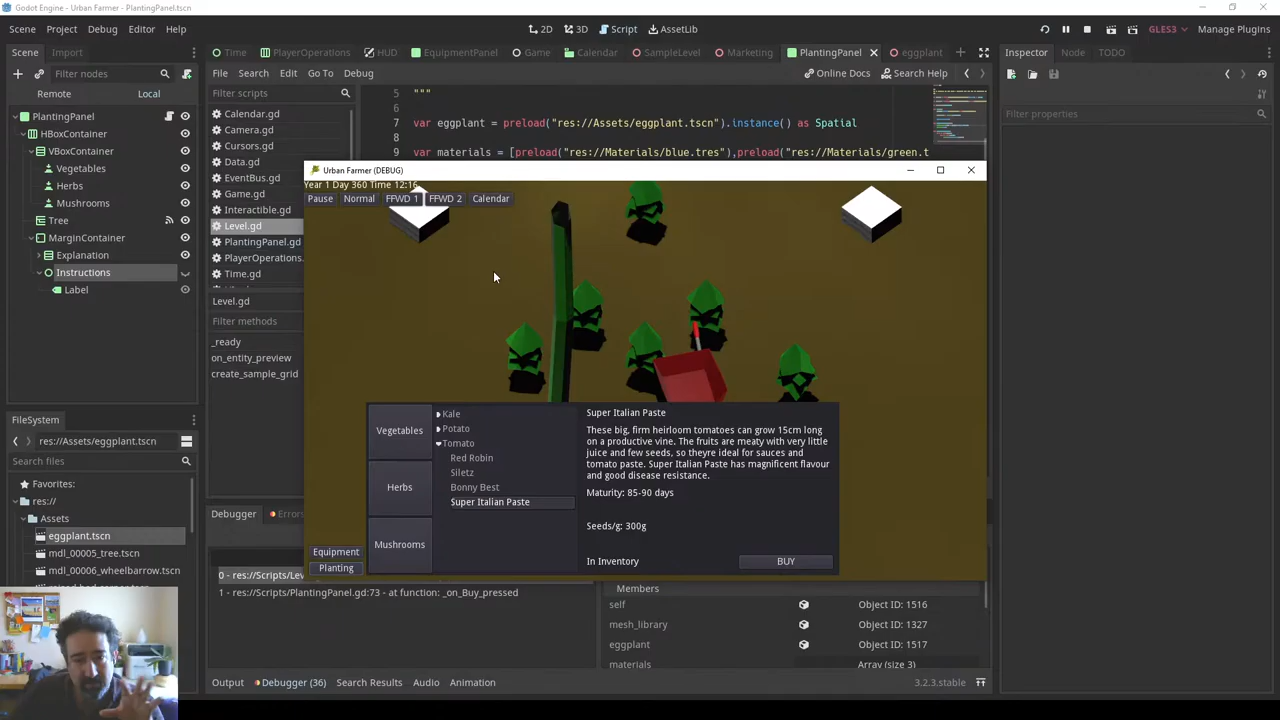 Godot Engine - Urban Farmer - PlantingPanel.tscn
Scene Project Debug Editor Help
2D 3D Script AssetLib
GLES3 Manage Plugins
Scene Import
Time PlayerOperations HUD EquipmentPanel Game Calendar SampleLevel Marketing PlantingPanel eggplant
Inspector Node TODO
Filter nodes
File Search Edit Go To Debug
Online Docs Search Help
Remote Local
Filter scripts
Filter properties
PlantingPanel
HBoxContainer
VBoxContainer
Vegetables
Herbs
Mushrooms
Tree
MarginContainer
Explanation
Instructions
Label
Calendar.gd
Camera.gd
Cursors.gd
Data.gd
EventBus.gd
Game.gd
Interactible.gd
Level.gd
PlantingPanel.gd
PlayerOperations.
Time.gd
Level.gd
Filter methods
_ready
on_entity_preview
create_sample_grid
5 """
6
7 var eggplant = preload("res://Assets/eggplant.tscn").instance() as Spatial
8
9 var materials = [preload("res://Materials/blue.tres"),preload("res://Materials/green.t
Urban Farmer (DEBUG)
Year 1 Day 360 Time 12:16
Pause Normal FFWD 1 FFWD 2 Calendar
Vegetables
Herbs
Mushrooms
Kale
Potato
Tomato
Red Robin
Siletz
Bonny Best
Super Italian Paste
Super Italian Paste
These big, firm heirloom tomatoes can grow 15cm long
on a productive vine. The fruits are meaty with very little
juice and few seeds, so theyre ideal for sauces and
tomato paste. Super Italian Paste has magnificent flavour
and good disease resistance.
Maturity: 85-90 days
Seeds/g: 300g
In Inventory
BUY
Equipment
Planting
FileSystem
res://Assets/eggplant.tscn
Search files
Favorites:
res://
Assets
eggplant.tscn
mdl_00005_tree.tscn
mdl_00006_wheelbarrow.tscn
Debugger Errors
0 - res://Scripts/Lev
1 - res://Scripts/PlantingPanel.gd:73 - at function: _on_Buy_pressed
Members
self Object ID: 1516
mesh_library Object ID: 1327
eggplant Object ID: 1517
materials Array (size 3)
Output Debugger (36) Search Results Audio Animation
3.2.3.stable